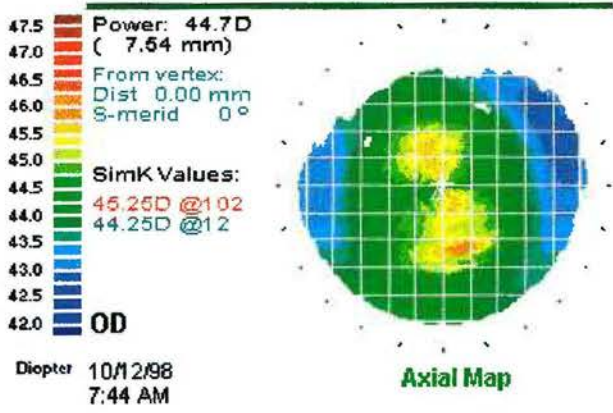 47.5
47.0
46.5
46.0
45.5
45.0
44.5
44.0
43.5
43.0
42.5
42.0
Diopter
Power: 44.7D
( 7.54 mm)
From vertex:
Dist 0.00 mm
S-merid 0°
SimK Values:
45.25D @102
44.25D @12
OD
10/12/98
7:44 AM
Axial Map